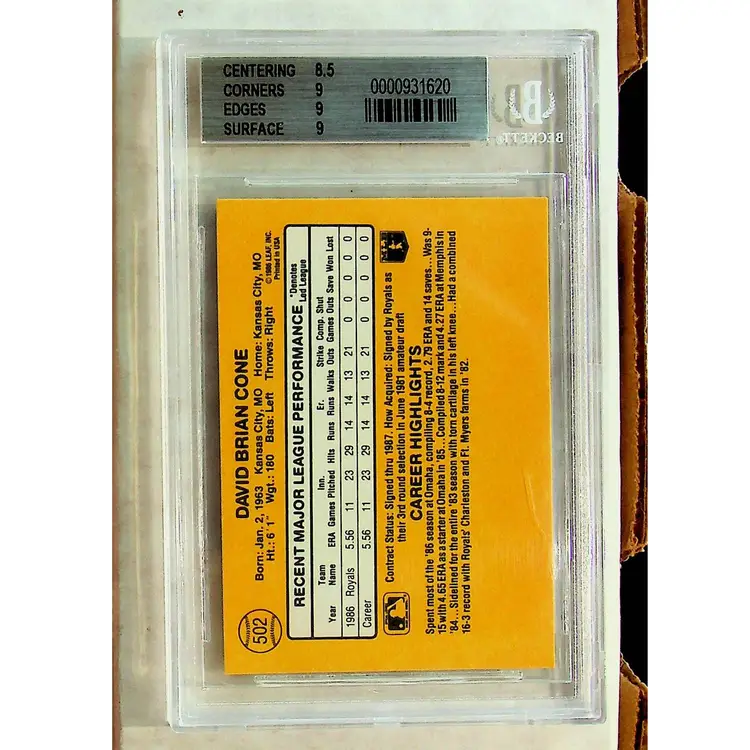 CENTERING 8.5
CORNERS 9
EDGES 9
SURFACE 9
0000931620
BECKETT
502
DAVID BRIAN CONE
Born: Jan. 2, 1963 Kansas City, MO Home: Kansas City, MO
Ht.: 6'1" Wgt.: 180 Bats: Left Throws: Right
© 1986 LEAF, INC.
Printed in USA
RECENT MAJOR LEAGUE PERFORMANCE
*Denotes
Led League
Year Team Name ERA Games Inn. Pitched Hits Runs Er. Runs Walks Strike Outs Comp. Games Shut Outs Save Won Lost
1986 Royals 5.56 11 23 29 14 14 13 21 0 0 0 0 0
Career 5.56 11 23 29 14 14 13 21 0 0 0 0 0
Contract Status: Signed thru 1987. How Acquired: Signed by Royals as
their 3rd round selection in June 1981 amateur draft
CAREER HIGHLIGHTS
Spent most of the '86 season at Omaha, compiling 8-4 record, 2.79 ERA and 14 saves...Was 9-
15 with 4.65 ERA as a starter at Omaha in '85...Compiled 8-12 mark and 4.27 ERA at Memphis in
'84...Sidelined for the entire '83 season with torn cartilage in his left knee...Had a combined
16-3 record with Royals' Charleston and Ft. Myers farms in '82.